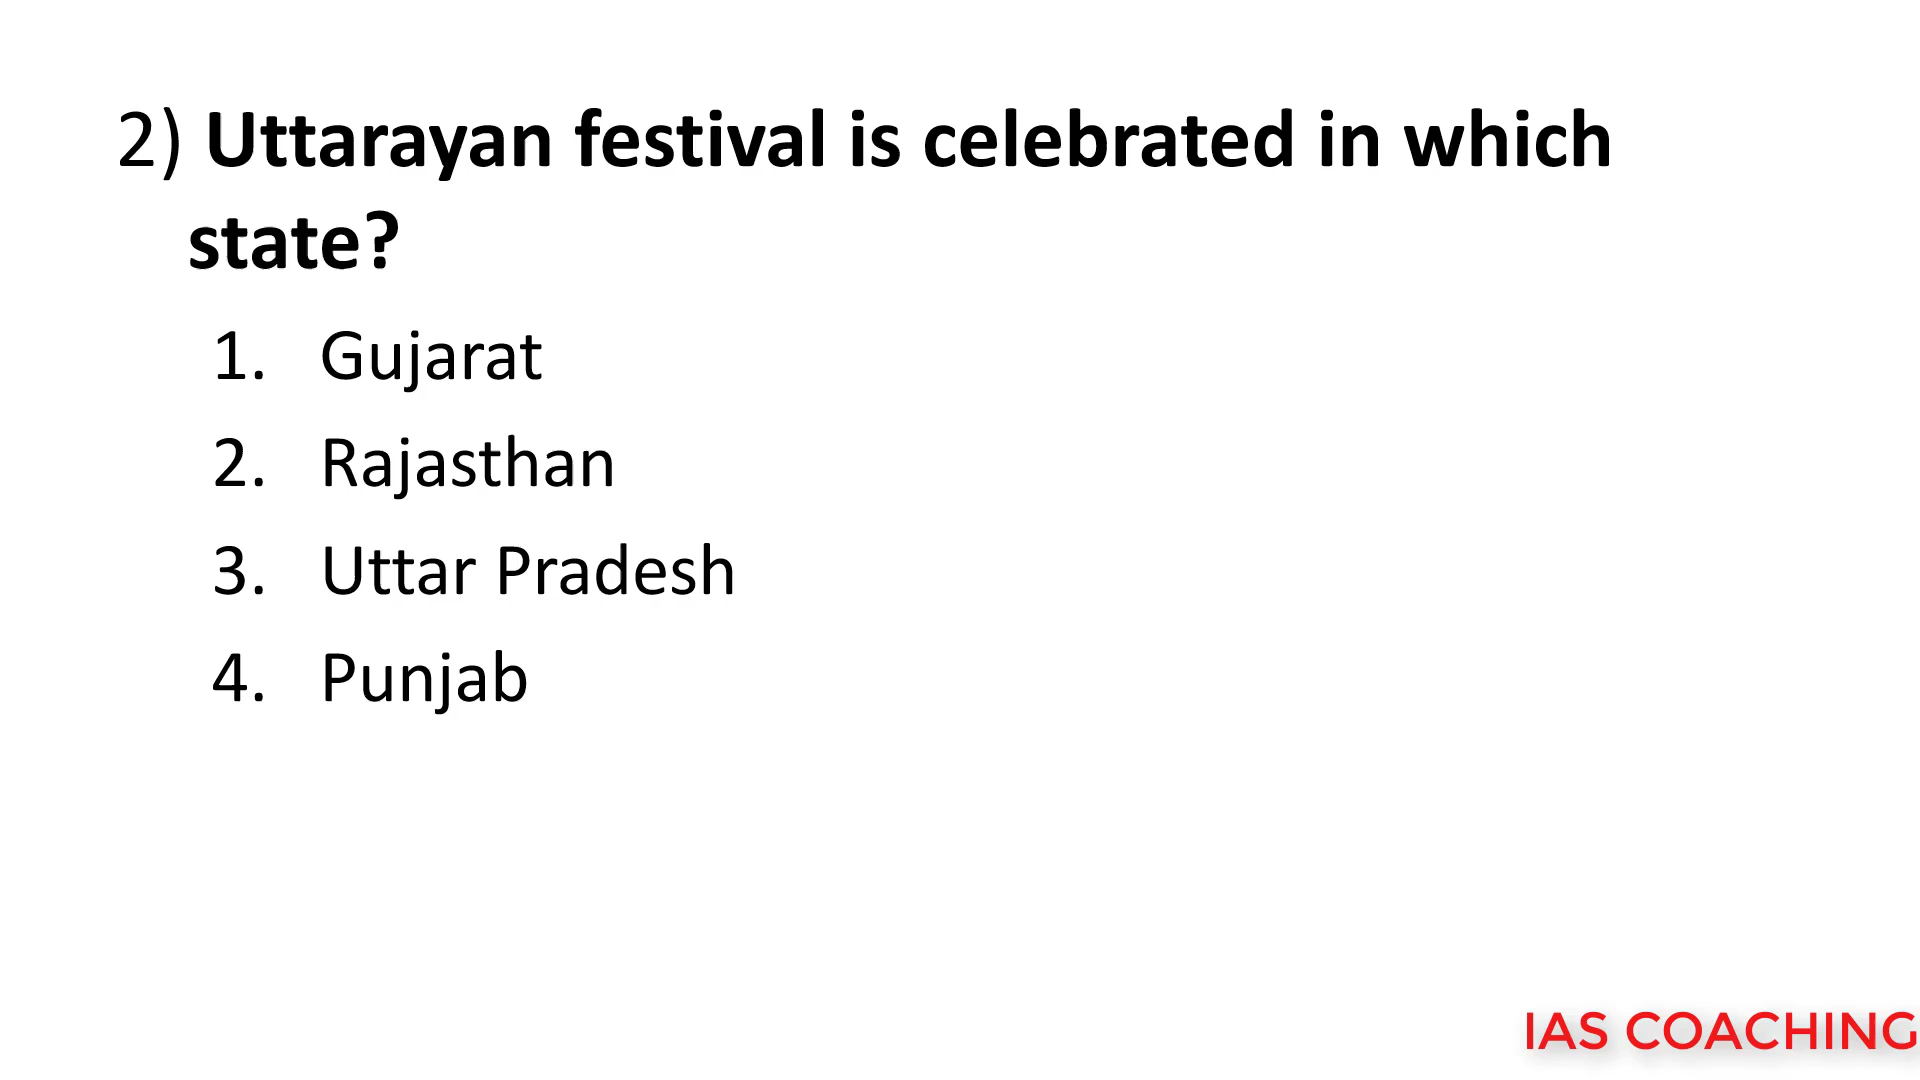 2) Uttarayan festival is celebrated in which
state?
1. Gujarat
2. Rajasthan
3. Uttar Pradesh
4. Punjab
IAS COACHING